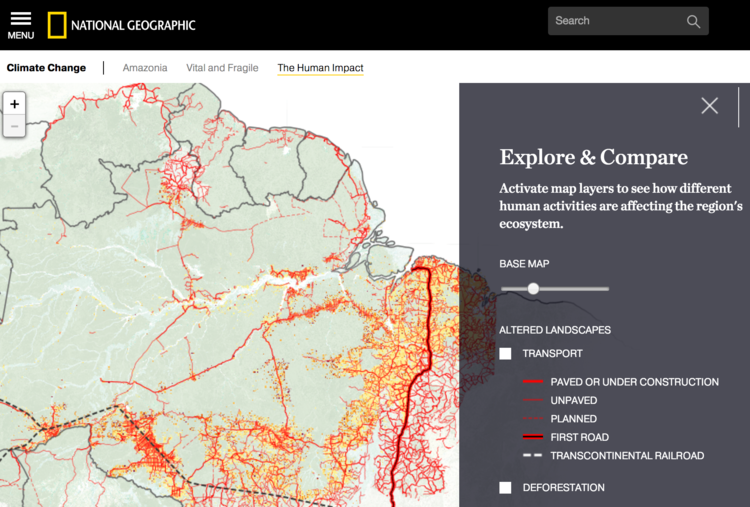 MENU
NATIONAL GEOGRAPHIC
Search
Climate Change | Amazonia Vital and Fragile The Human Impact
+
−
Explore & Compare
Activate map layers to see how different
human activities are affecting the region's
ecosystem.
BASE MAP
ALTERED LANDSCAPES
TRANSPORT
PAVED OR UNDER CONSTRUCTION
UNPAVED
PLANNED
FIRST ROAD
TRANSCONTINENTAL RAILROAD
DEFORESTATION